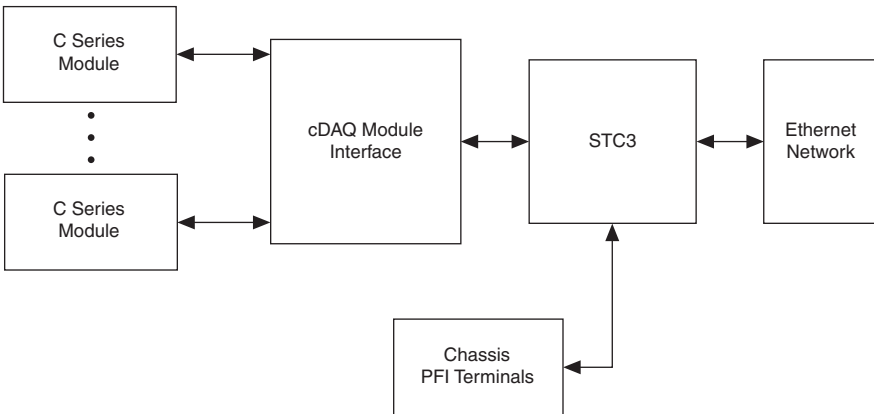 C Series
Module
cDAQ Module
Interface
STC3
Ethernet
Network
C Series
Module
Chassis
PFI Terminals